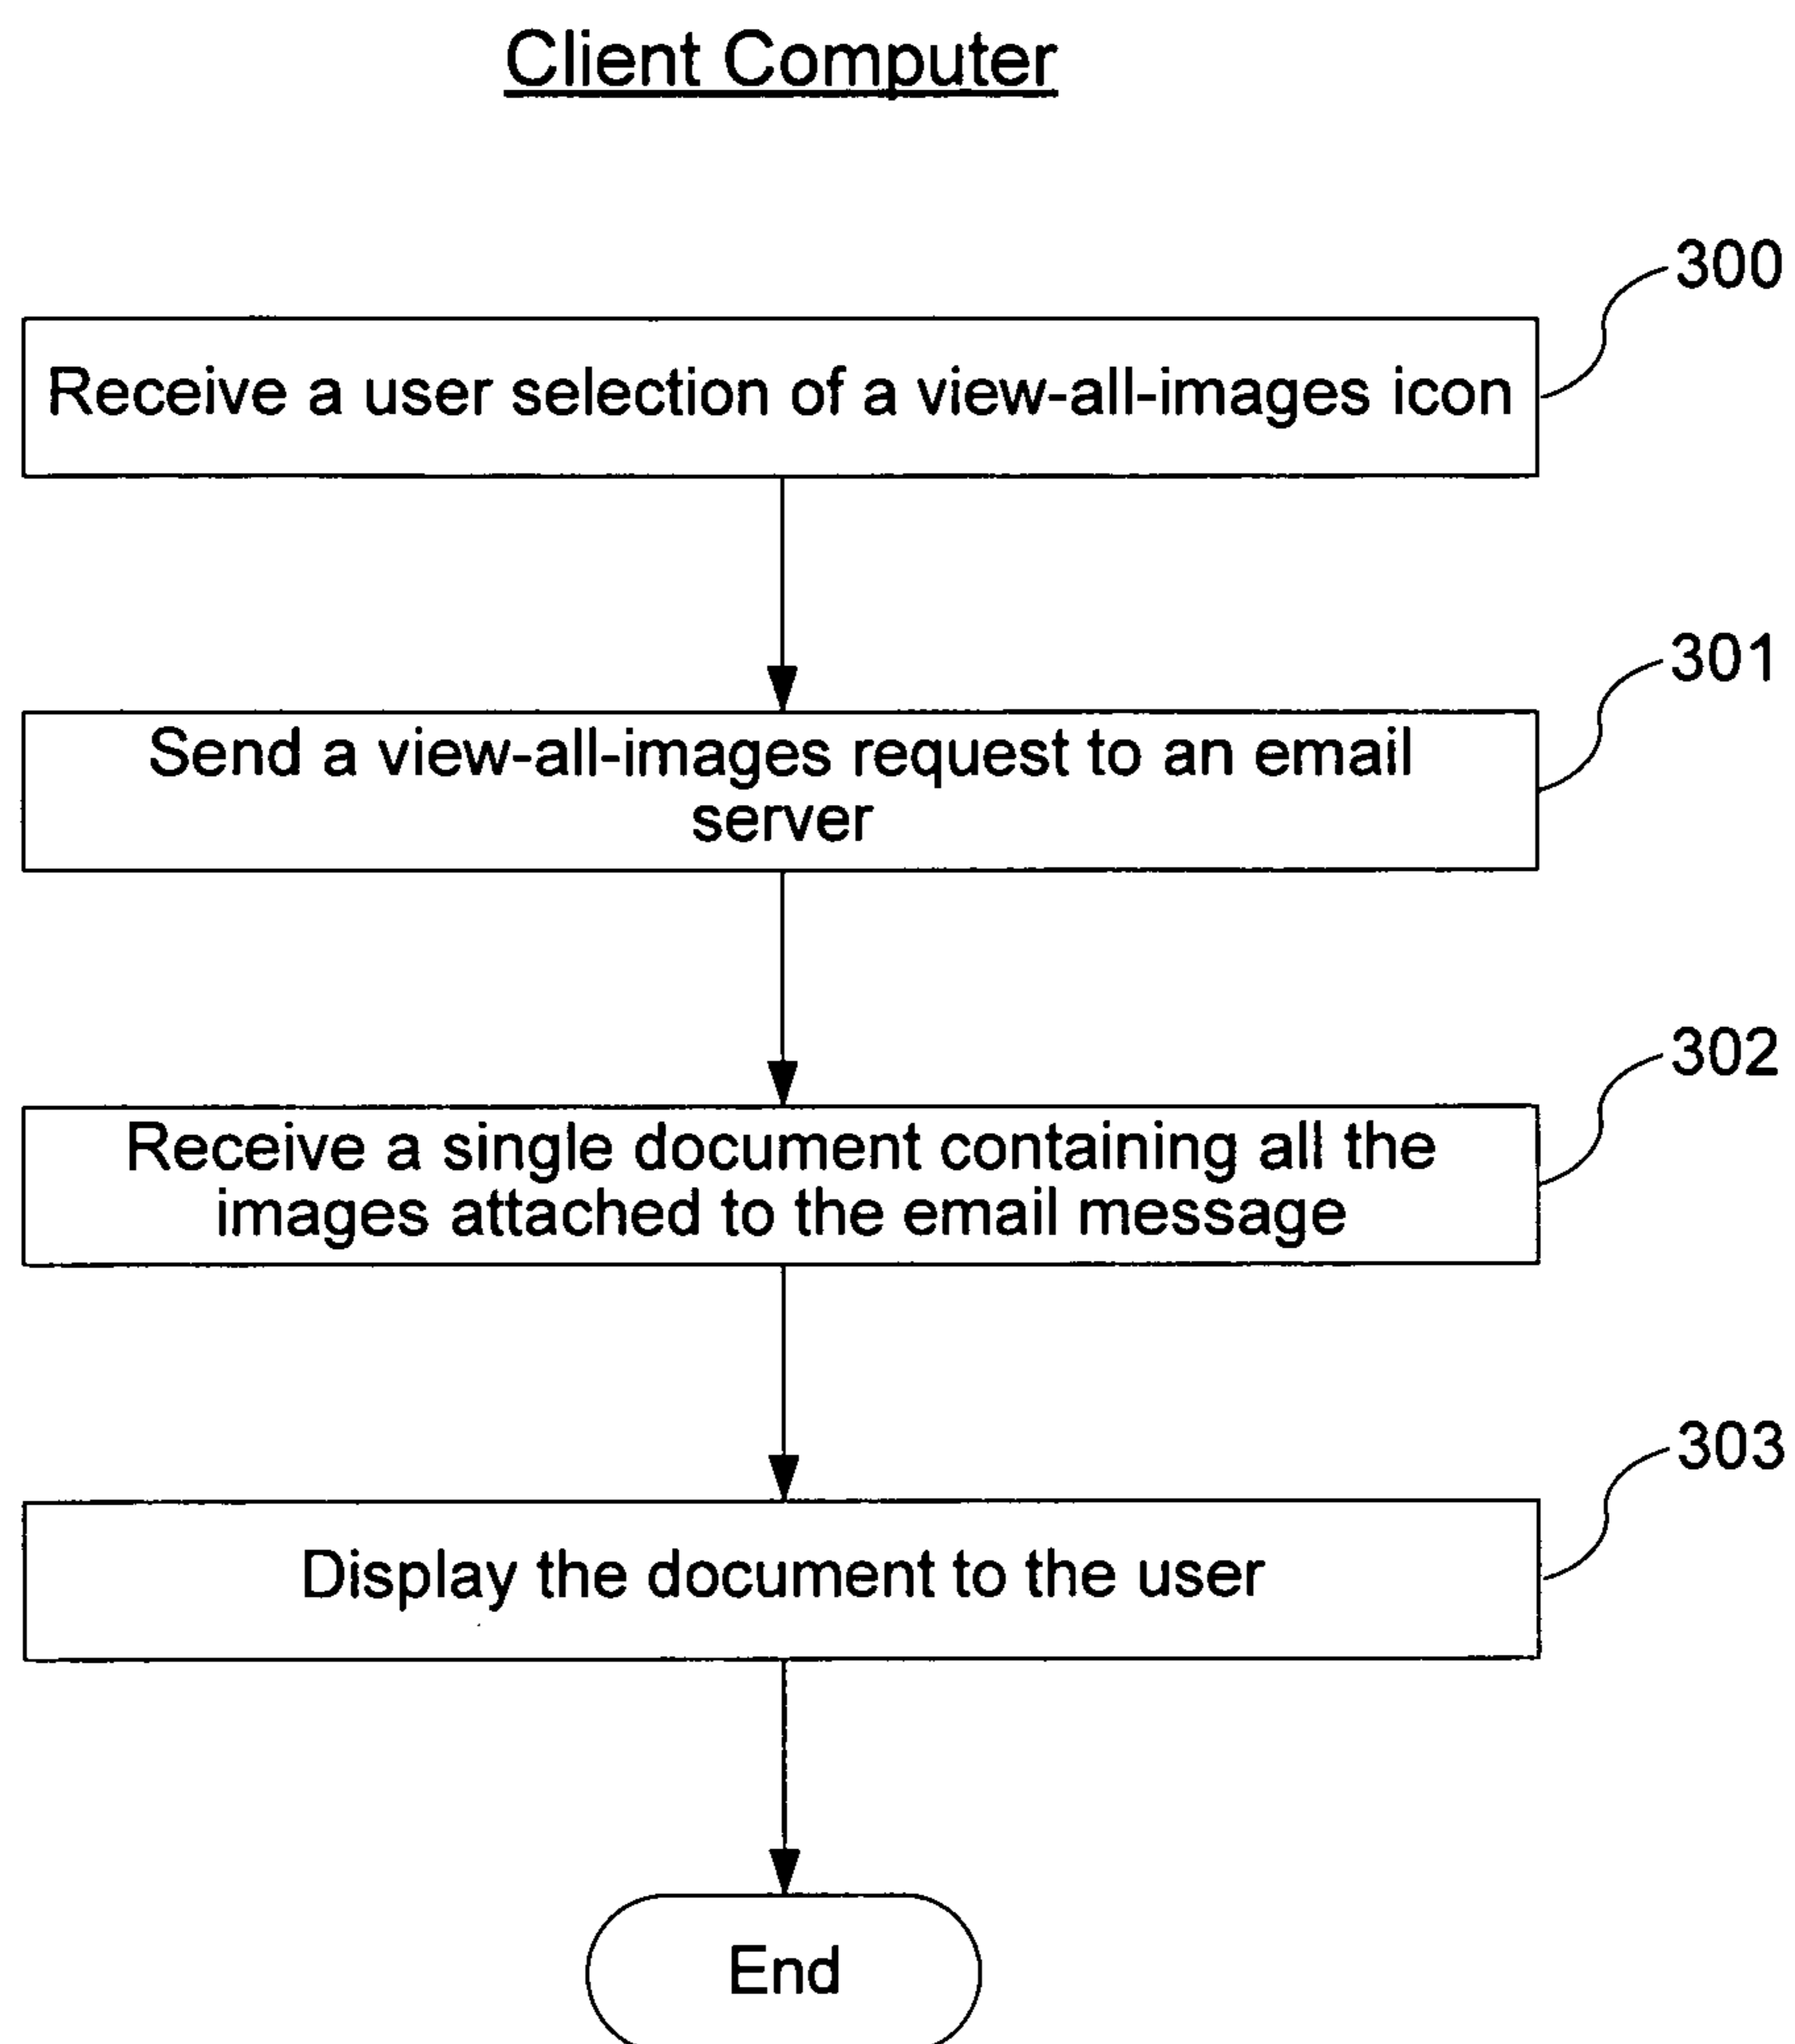 Client Computer
300
Receive a user selection of a view-all-images icon
301
Send a view-all-images request to an email
server
302
Receive a single document containing all the
images attached to the email message
303
Display the document to the user
End